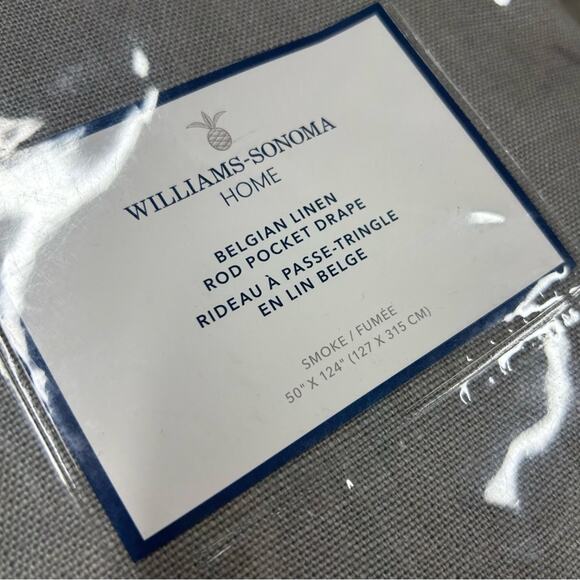 WILLIAMS-SONOMA
HOME
BELGIAN LINEN
ROD POCKET DRAPE
RIDEAU À PASSE-TRINGLE
EN LIN BELGE
SMOKE / FUMÉE
50" X 124" (127 X 315 CM)